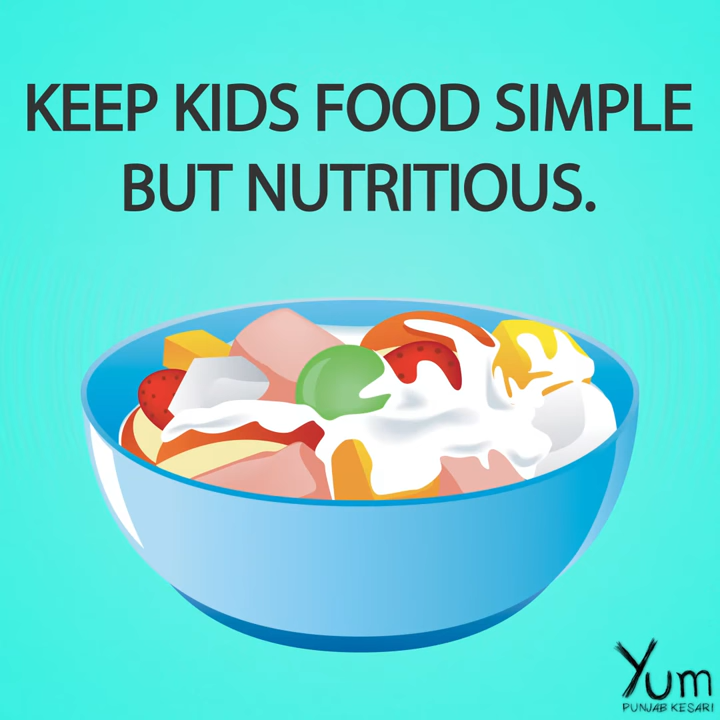 KEEP KIDS FOOD SIMPLE
BUT NUTRITIOUS.
Yum
PUNJAB KESARI